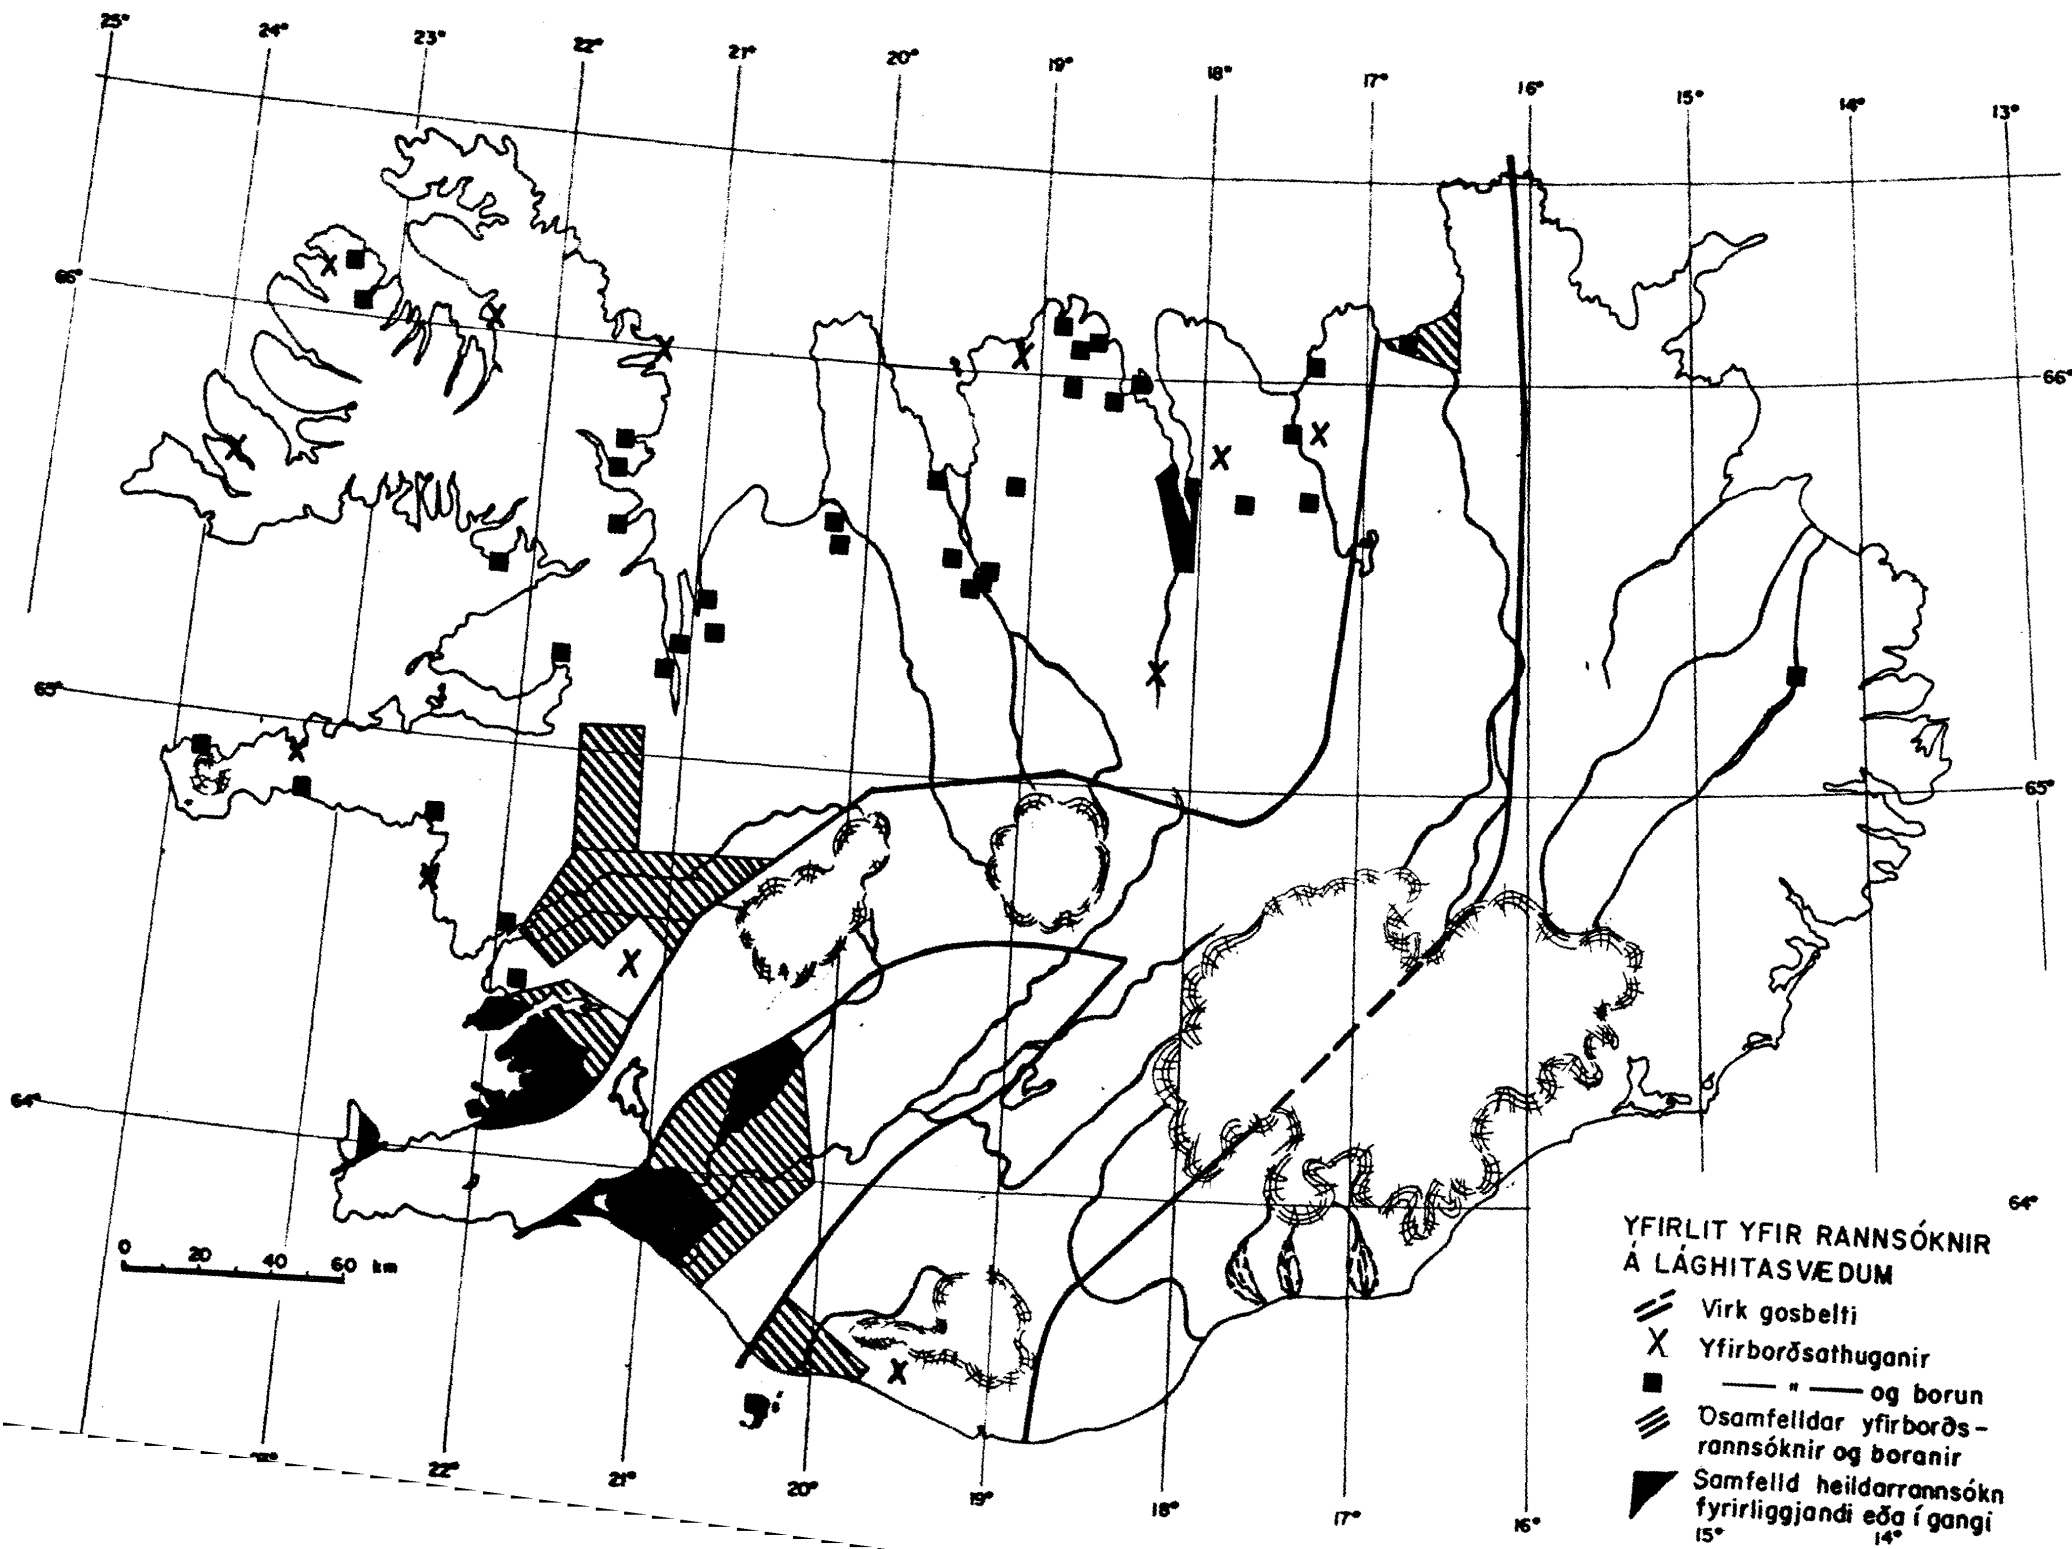 25° 24° 23° 22° 21° 20° 19° 18° 17° 16° 15° 14° 13°
66° 66°
65° 65°
64° 64°
0 20 40 60 km
YFIRLIT YFIR RANNSÓKNIR
Á LÁGHITASVÆÐUM
Virk gosbelti
X Yfirborðsathuganir
— " — og borun
Ósamfelldar yfirborðs-
rannsóknir og boranir
Samfelld heildarrannsókn
fyrirliggjandi eða í gangi
22° 21° 20° 19° 18° 17° 16° 15° 14°